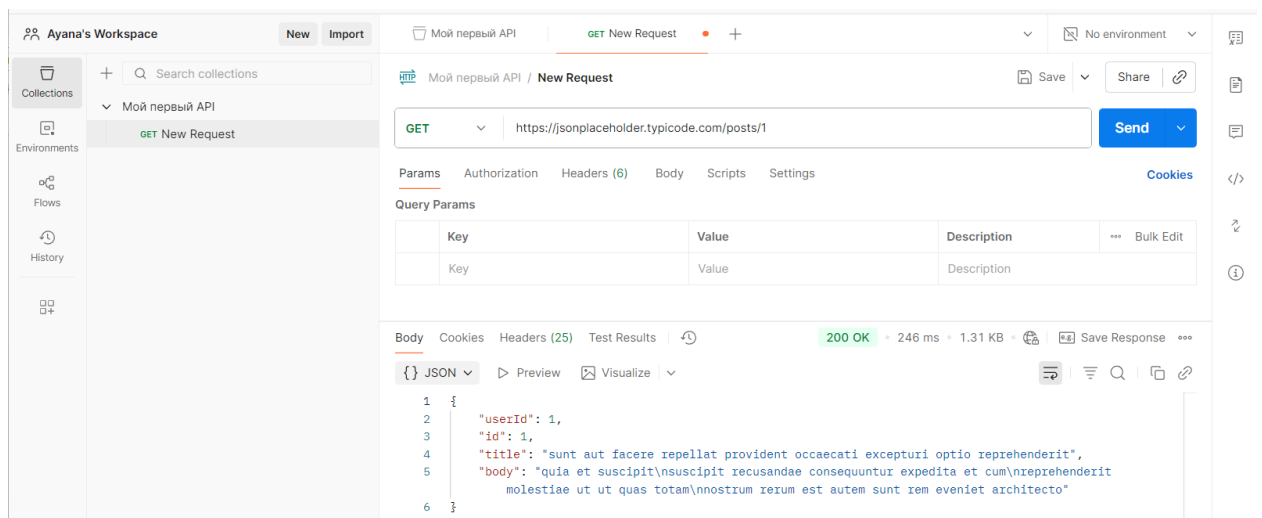 Ayana's Workspace New Import Мой первый API GET New Request No environment
Collections Search collections
Мой первый API / New Request Save Share
Мой первый API
GET New Request
GET https://jsonplaceholder.typicode.com/posts/1 Send
Environments
Params Authorization Headers (6) Body Scripts Settings Cookies
Flows
Query Params
Key Value Description Bulk Edit
History
Key Value Description
Body Cookies Headers (25) Test Results 200 OK 246 ms 1.31 KB e.g. Save Response
{} JSON Preview Visualize
1 {
2 "userId": 1,
3 "id": 1,
4 "title": "sunt aut facere repellat provident occaecati excepturi optio reprehenderit",
5 "body": "quia et suscipit\nsuscipit recusandae consequuntur expedita et cum\nreprehenderit
molestiae ut ut quas totam\nnostrum rerum est autem sunt rem eveniet architecto"
6 }